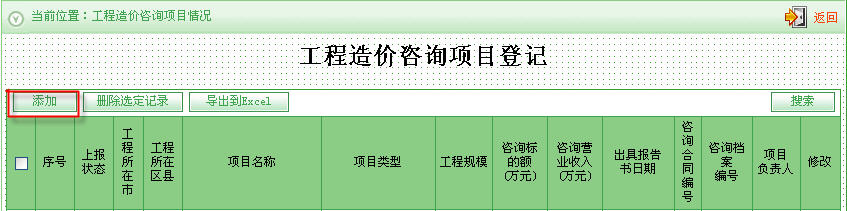 当前位置：工程造价咨询项目情况 返回
工程造价咨询项目登记
添加 删除选定记录 导出到Excel 搜索
序号 上报状态 工程所在市 工程所在区县 项目名称 项目类型 工程规模 咨询标的额(万元) 咨询营业收入(万元) 出具报告书日期 咨询合同编号 咨询档案编号 项目负责人 修改